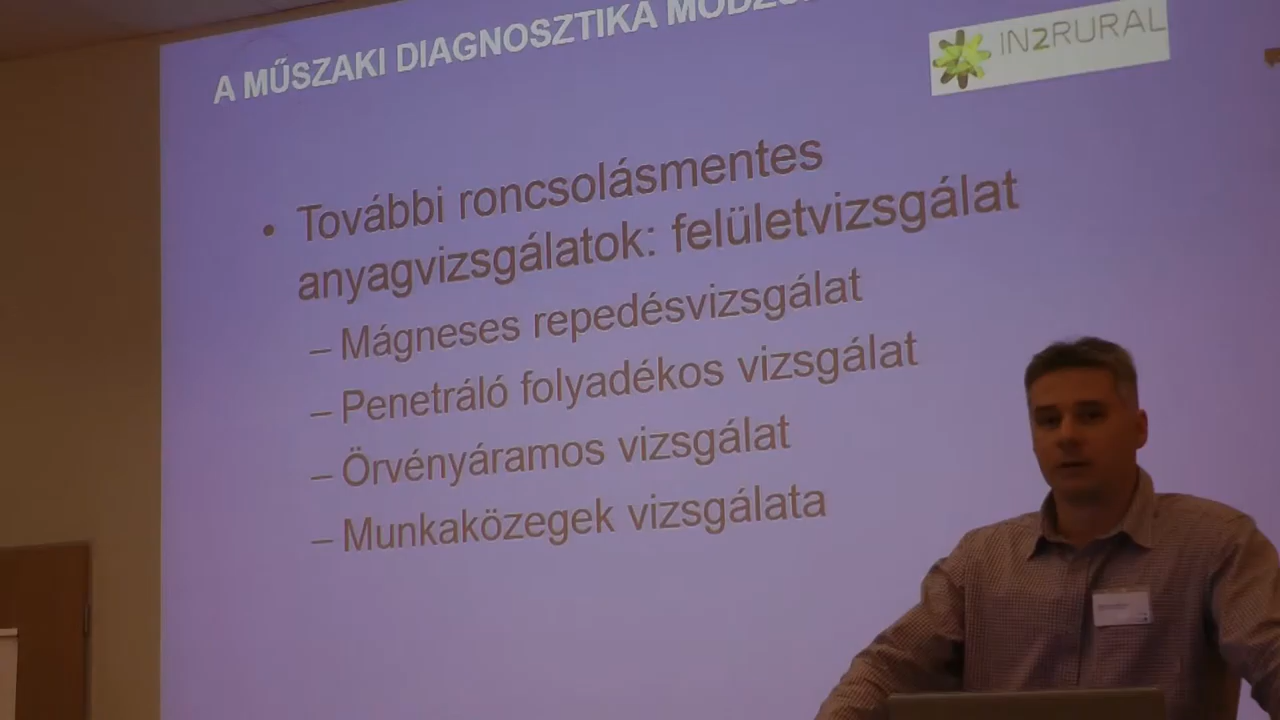 A MŰSZAKI DIAGNOSZTIKA
IN2RURAL
• További roncsolásmentes
anyagvizsgálatok: felületvizsgálat
– Mágneses repedésvizsgálat
– Penetráló folyadékos vizsgálat
– Örvényáramos vizsgálat
– Munkaközegek vizsgálata